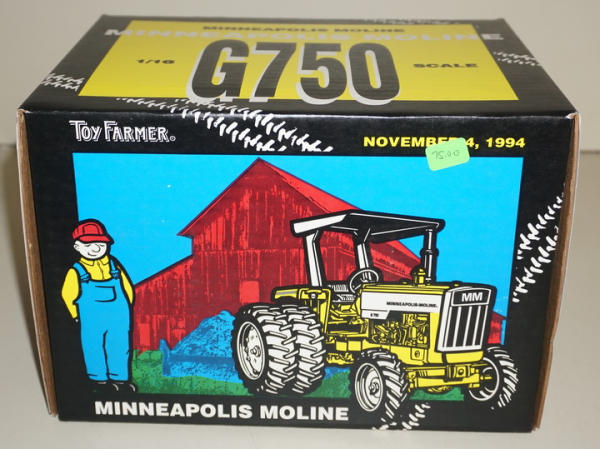 MINNEAPOLIS MOLINE
MINNEAPOLIS MOLINE
1/16 G750 SCALE
TOY FARMER®
NOVEMBER 4, 1994
75.00
MINNEAPOLIS-MOLINE
MM
MINNEAPOLIS MOLINE